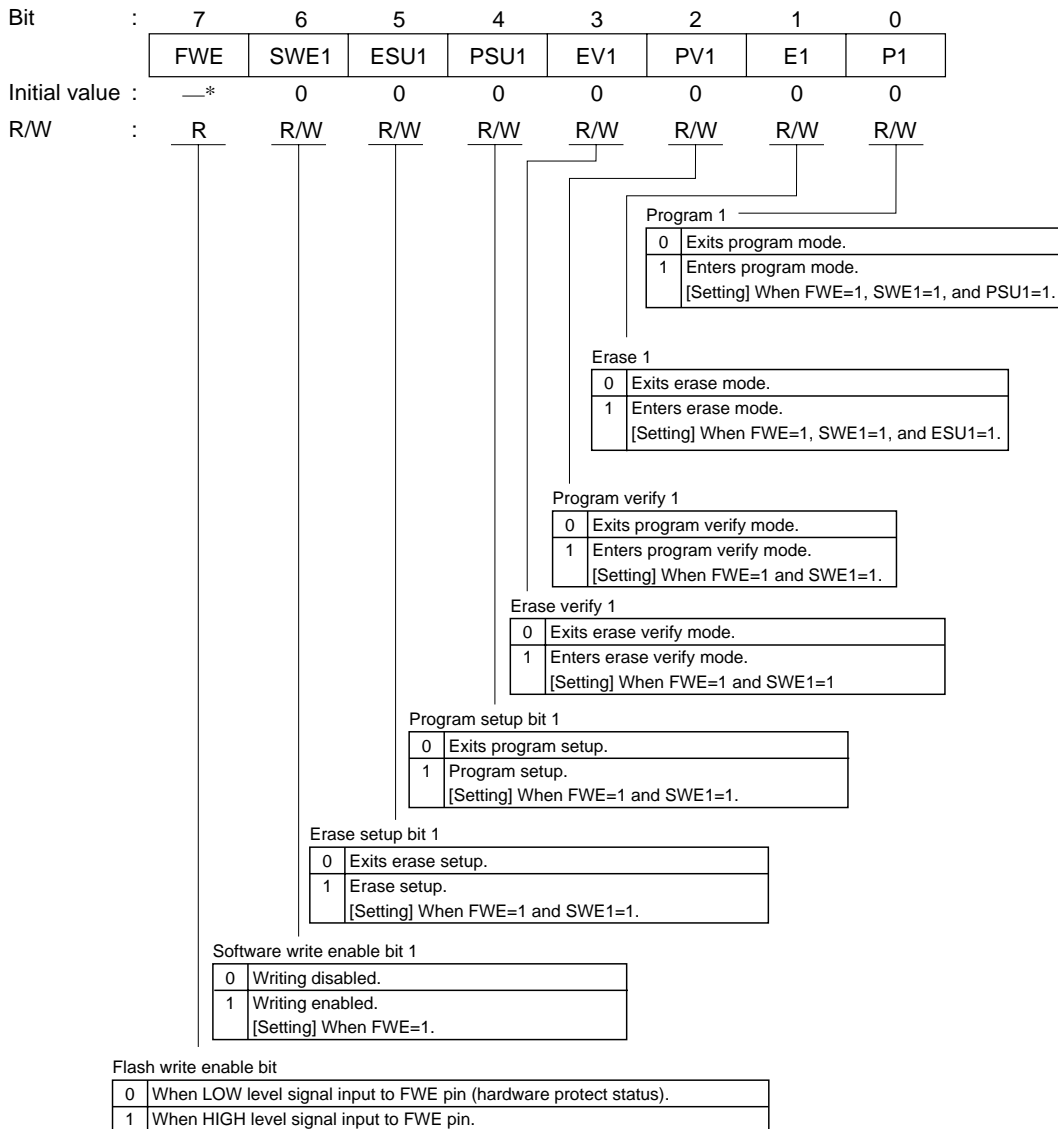 Bit : 7 6 5 4 3 2 1 0
FWE SWE1 ESU1 PSU1 EV1 PV1 E1 P1
Initial value : —* 0 0 0 0 0 0 0
R/W : R R/W R/W R/W R/W R/W R/W R/W
Program 1
0 Exits program mode.
1 Enters program mode.
[Setting] When FWE=1, SWE1=1, and PSU1=1.
Erase 1
0 Exits erase mode.
1 Enters erase mode.
[Setting] When FWE=1, SWE1=1, and ESU1=1.
Program verify 1
0 Exits program verify mode.
1 Enters program verify mode.
[Setting] When FWE=1 and SWE1=1.
Erase verify 1
0 Exits erase verify mode.
1 Enters erase verify mode.
[Setting] When FWE=1 and SWE1=1
Program setup bit 1
0 Exits program setup.
1 Program setup.
[Setting] When FWE=1 and SWE1=1.
Erase setup bit 1
0 Exits erase setup.
1 Erase setup.
[Setting] When FWE=1 and SWE1=1.
Software write enable bit 1
0 Writing disabled.
1 Writing enabled.
[Setting] When FWE=1.
Flash write enable bit
0 When LOW level signal input to FWE pin (hardware protect status).
1 When HIGH level signal input to FWE pin.